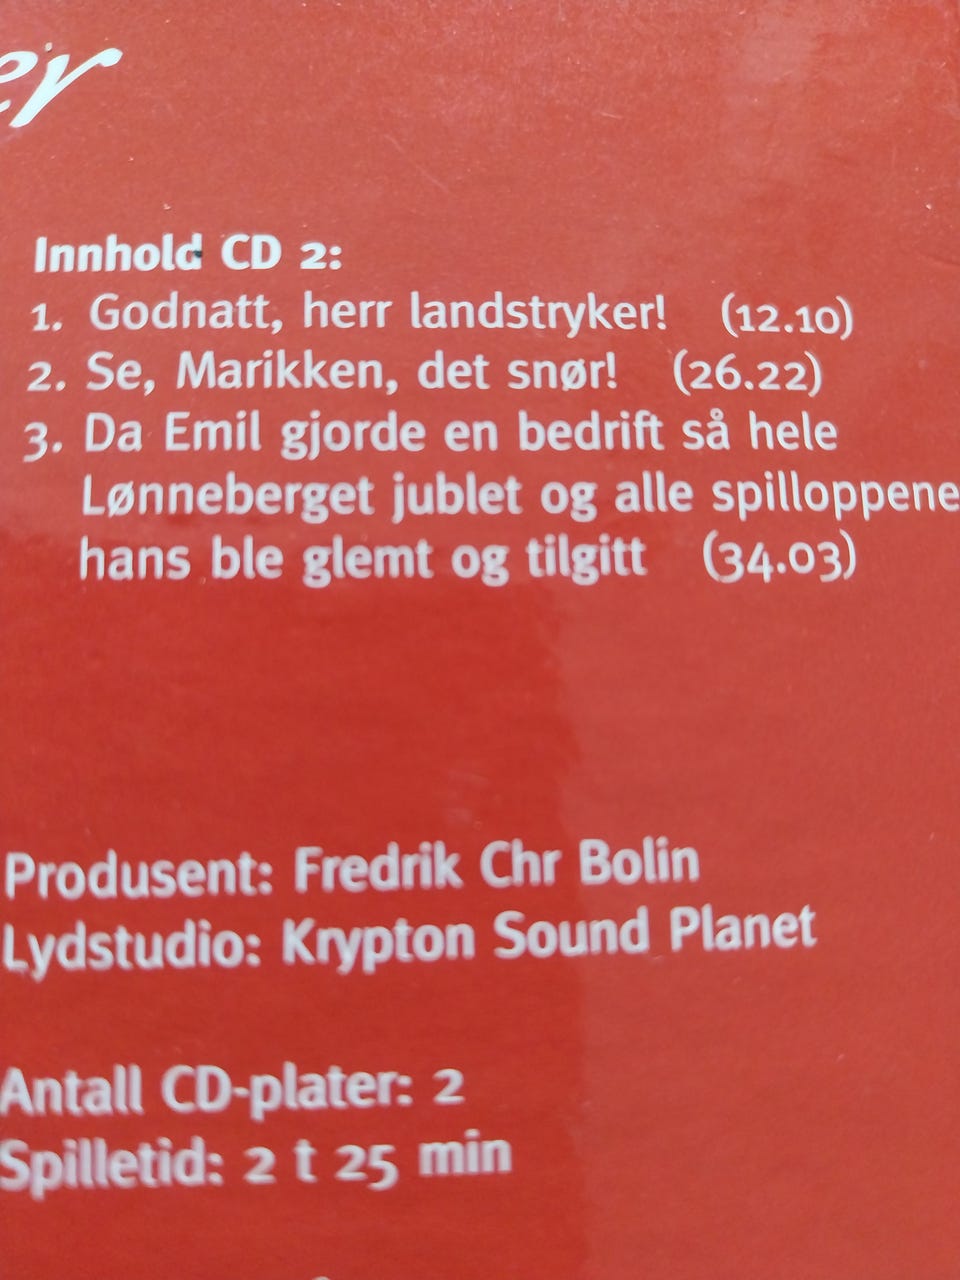 er
Innhold CD 2:
1. Godnatt, herr landstryker! (12.10)
2. Se, Marikken, det snør! (26.22)
3. Da Emil gjorde en bedrift så hele
Lønneberget jublet og alle spilloppene
hans ble glemt og tilgitt (34.03)
Produsent: Fredrik Chr Bolin
Lydstudio: Krypton Sound Planet
Antall CD-plater: 2
Spilletid: 2 t 25 min